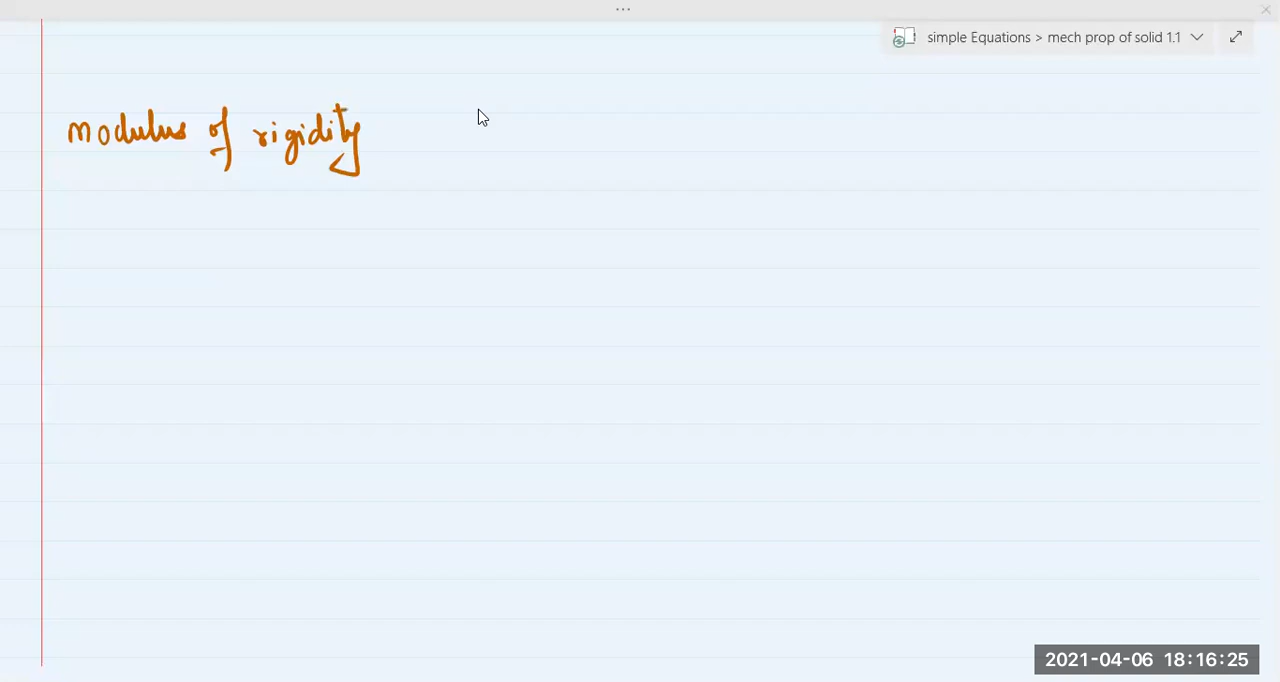 simple Equations > mech prop of solid 1.1
modulus of rigidity
2021-04-06 18:16:25